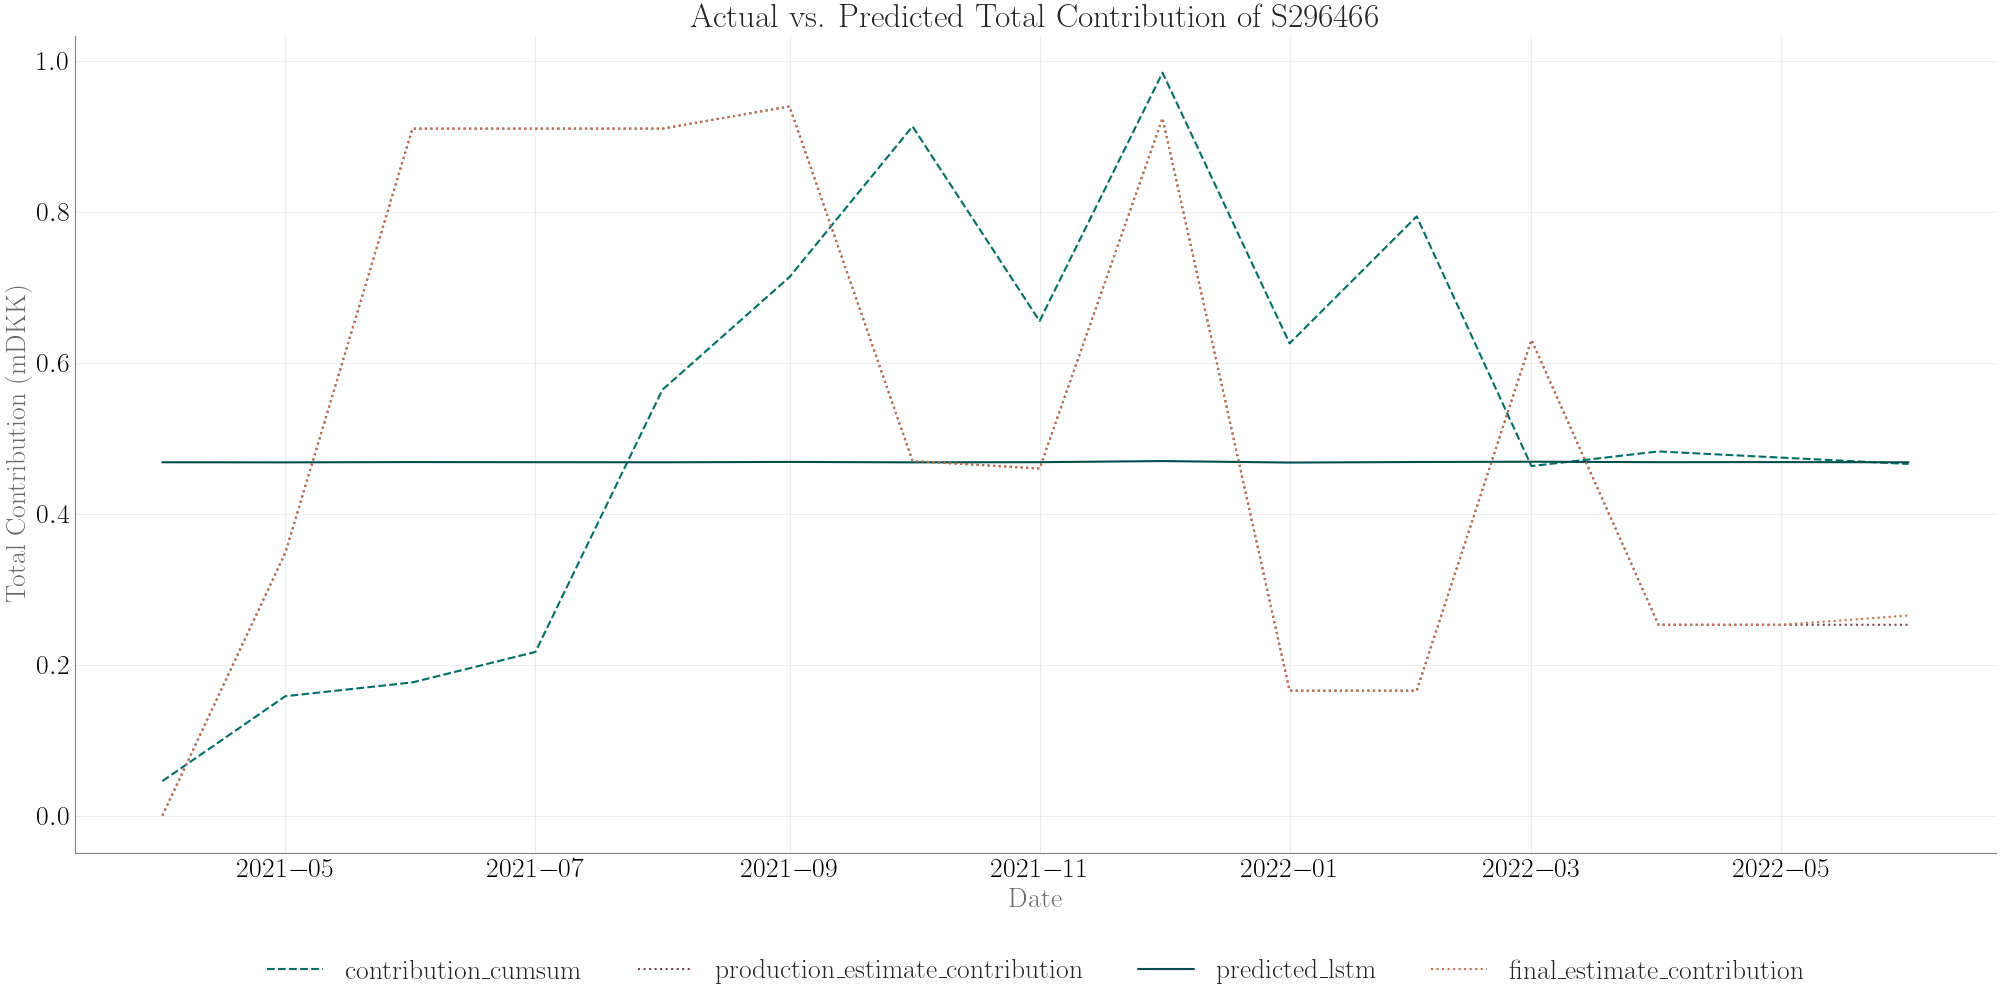 Actual vs. Predicted Total Contribution of S296466
Total Contribution (mDKK)
1.0
0.8
0.6
0.4
0.2
0.0
2021−05 2021−07 2021−09 2021−11 2022−01 2022−03 2022−05
Date
contribution_cumsum production_estimate_contribution predicted_lstm final_estimate_contribution